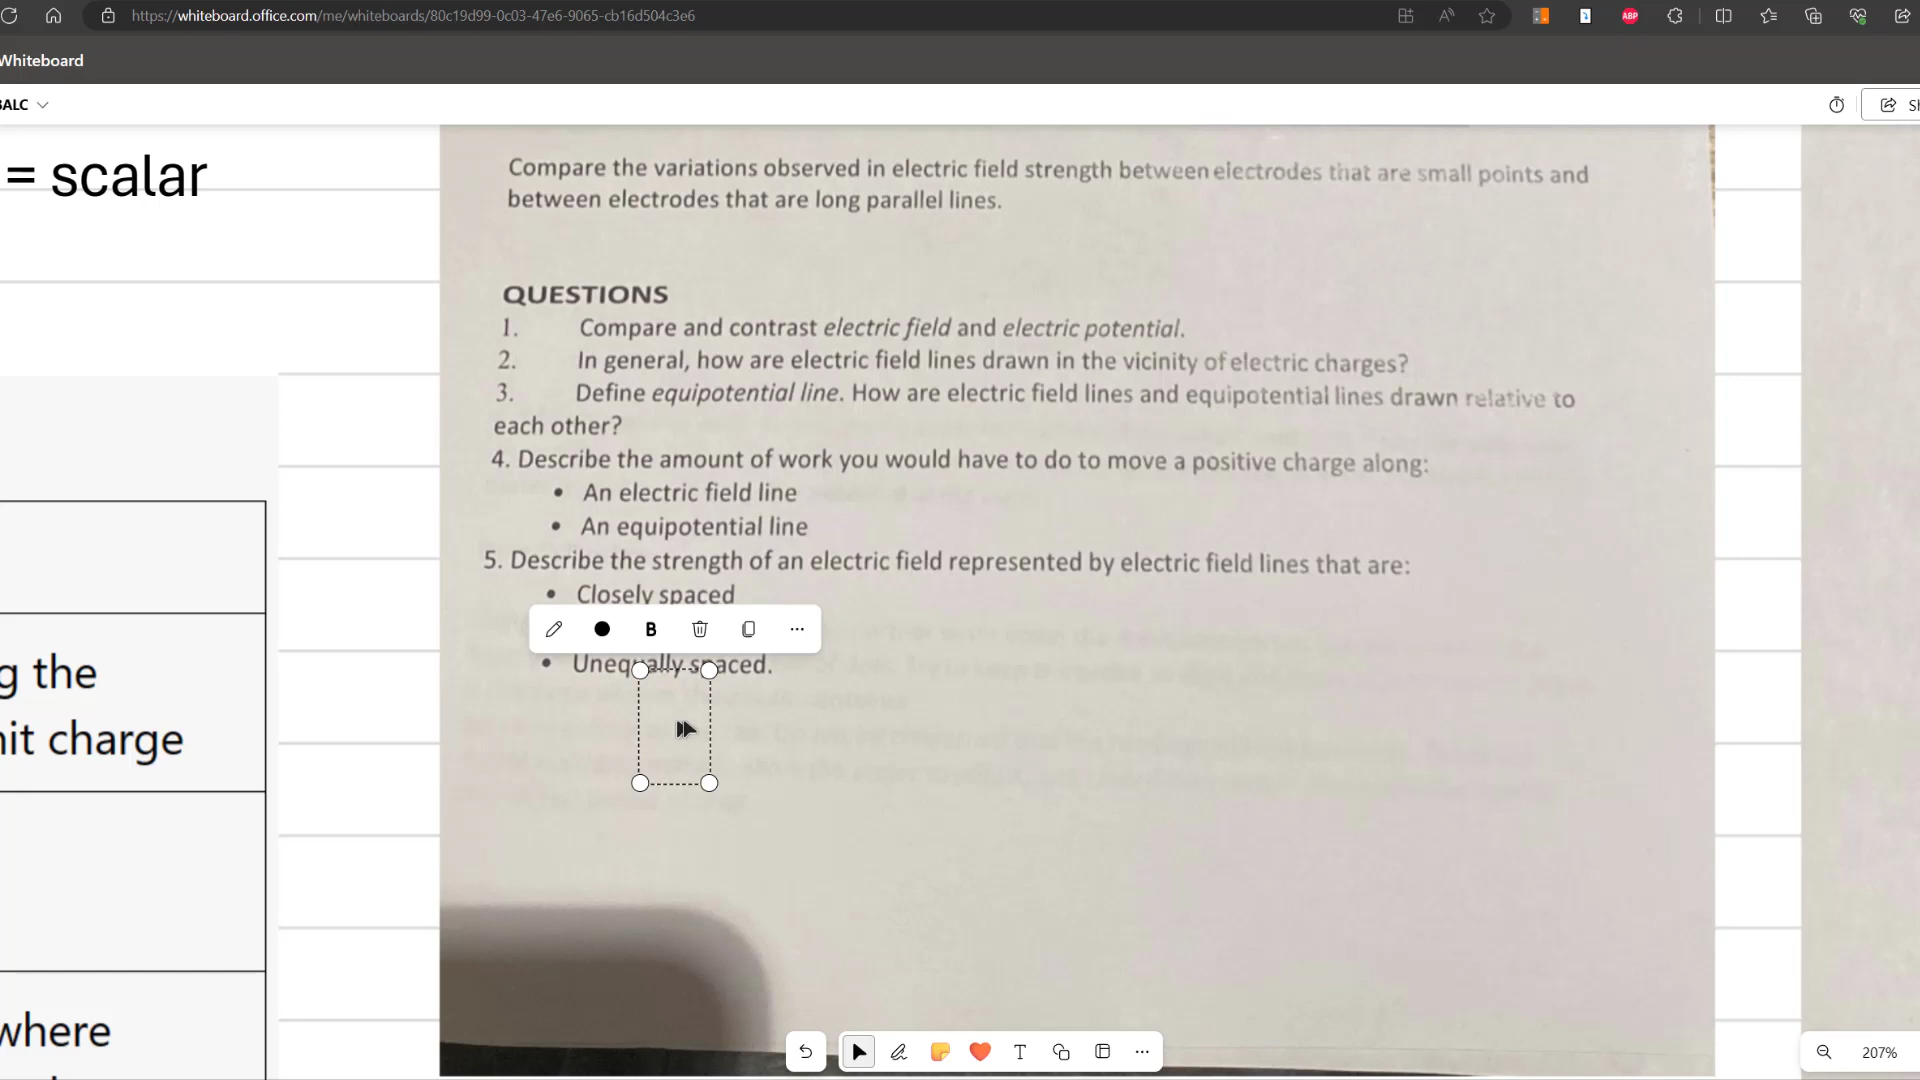 https://whiteboard.office.com/me/whiteboards/80c19d99-0c03-47e6-9065-cb16d504c3e6
ABP
Whiteboard
BALC
= scalar
Compare the variations observed in electric field strength between electrodes that are small points and
between electrodes that are long parallel lines.
QUESTIONS
1. Compare and contrast electric field and electric potential.
2. In general, how are electric field lines drawn in the vicinity of electric charges?
3. Define equipotential line. How are electric field lines and equipotential lines drawn relative to
each other?
4. Describe the amount of work you would have to do to move a positive charge along:
• An electric field line
• An equipotential line
5. Describe the strength of an electric field represented by electric field lines that are:
• Closely spaced
B
• Unequally spaced.
g the
charge
where
T
207%